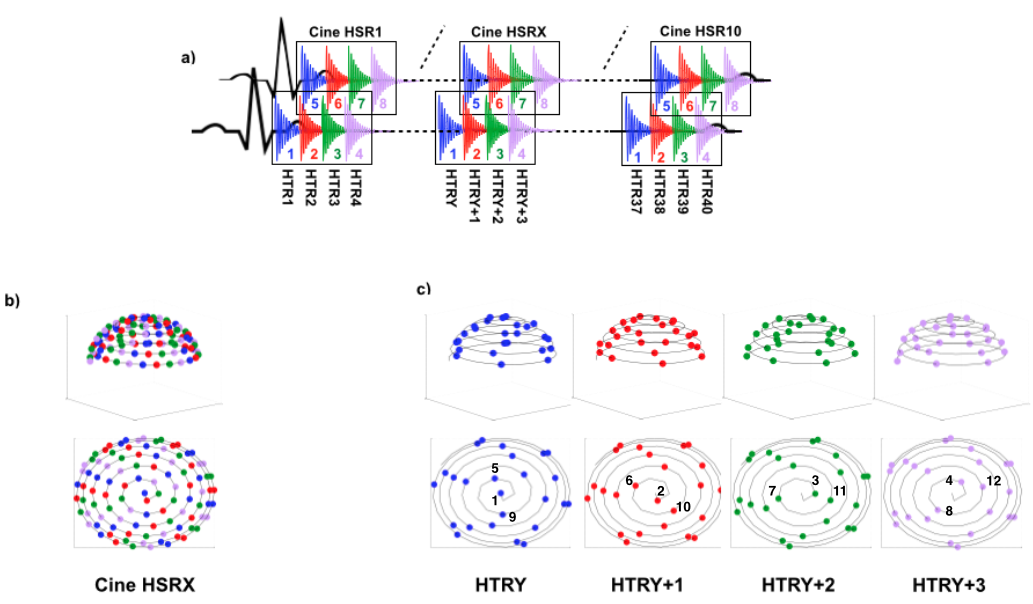 a)
Cine HSR1 Cine HSRX Cine HSR10
5 6 7 8 5 6 7 8 5 6 7 8
1 2 3 4 1 2 3 4 1 2 3 4
HTR1
HTR2
HTR3
HTR4
HTRY
HTRY+1
HTRY+2
HTRY+3
HTR37
HTR38
HTR39
HTR40
b)
c)
5 1 9
6 2 10
7 3 11
4 12 8
Cine HSRX HTRY HTRY+1 HTRY+2 HTRY+3